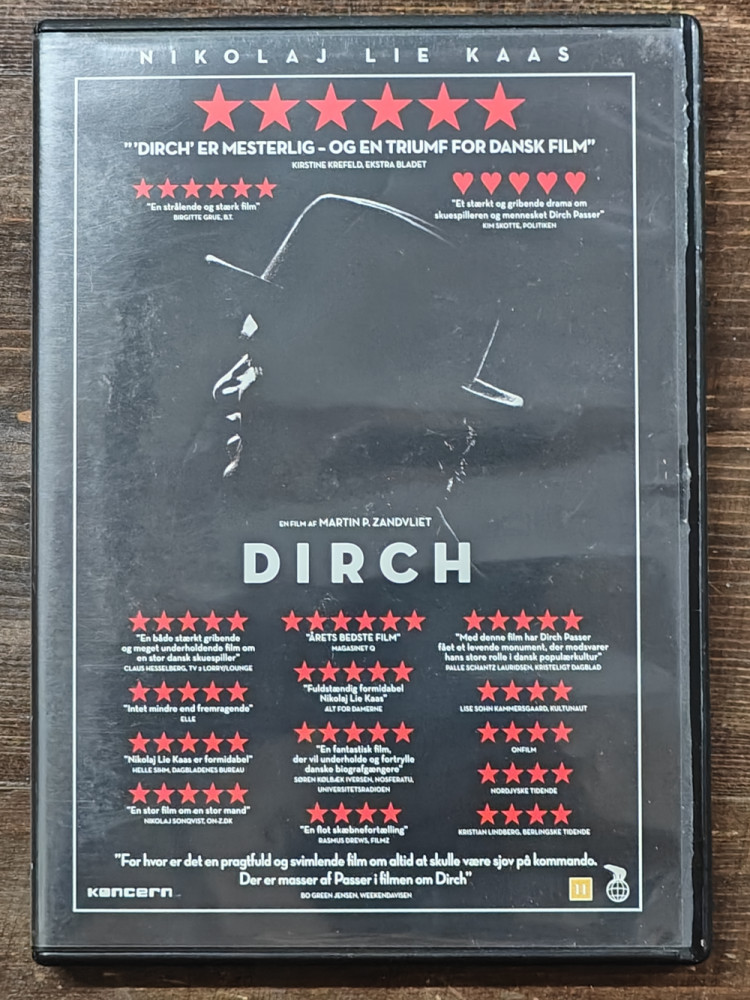 NIKOLAJ LIE KAAS
"'DIRCH' ER MESTERLIG – OG EN TRIUMF FOR DANSK FILM"
KIRSTINE KREFELD, EKSTRA BLADET
"En strålende og stærk film"
BIRGITTE GRUE, B.T.
"Et stærkt og gribende drama om
skuespilleren og mennesket Dirch Passer"
KIM SKOTTE, POLITIKEN
EN FILM AF MARTIN P. ZANDVLIET
DIRCH
"En både stærkt gribende
og meget underholdende film om
en stor dansk skuespiller"
CLAUS HESSELBERG, TV 2 LORRY/LOUNGE
"Intet mindre end fremragende"
ELLE
"Nikolaj Lie Kaas er formidabel"
HELLE SIHM, DAGBLADENES BUREAU
"En stor film om en stor mand"
NIKOLAJ SONQVIST, ON-Z.DK
"ÅRETS BEDSTE FILM"
MAGASINET Q
"Fuldstændig formidabel
Nikolaj Lie Kaas"
ALT FOR DAMERNE
"En fantastisk film,
der vil underholde og fortrylle
danske biografgængere"
SØREN KØLBÆK IVERSEN, NOSFERATU,
UNIVERSITETSRADIOEN
"En flot skæbnefortælling"
RASMUS DREWS, FILMZ
"Med denne film har Dirch Passer
fået et levende monument, der modsvarer
hans store rolle i dansk populærkultur"
PALLE SCHANTZ LAURIDSEN, KRISTELIGT DAGBLAD
LISE SOHN KAMMERSGAARD, KULTUNAUT
ONFILM
NORDJYSKE TIDENDE
KRISTIAN LINDBERG, BERLINGSKE TIDENDE
"For hvor er det en pragtfuld og svimlende film om altid at skulle være sjov på kommando.
Der er masser af Passer i filmen om Dirch"
BO GREEN JENSEN, WEEKENDAVISEN
koncern
11